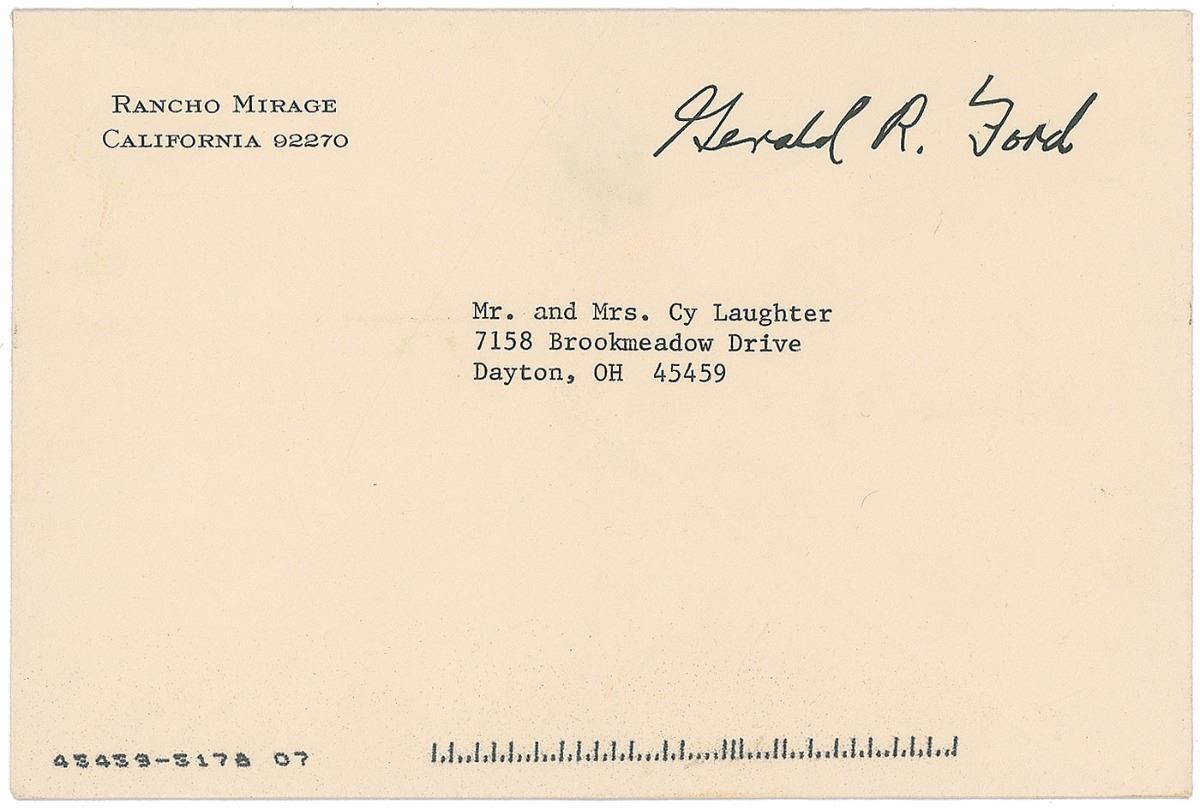 RANCHO MIRAGE
CALIFORNIA 92270
Gerald R. Ford
Mr. and Mrs. Cy Laughter
7158 Brookmeadow Drive
Dayton, OH 45459
45459-3178 07